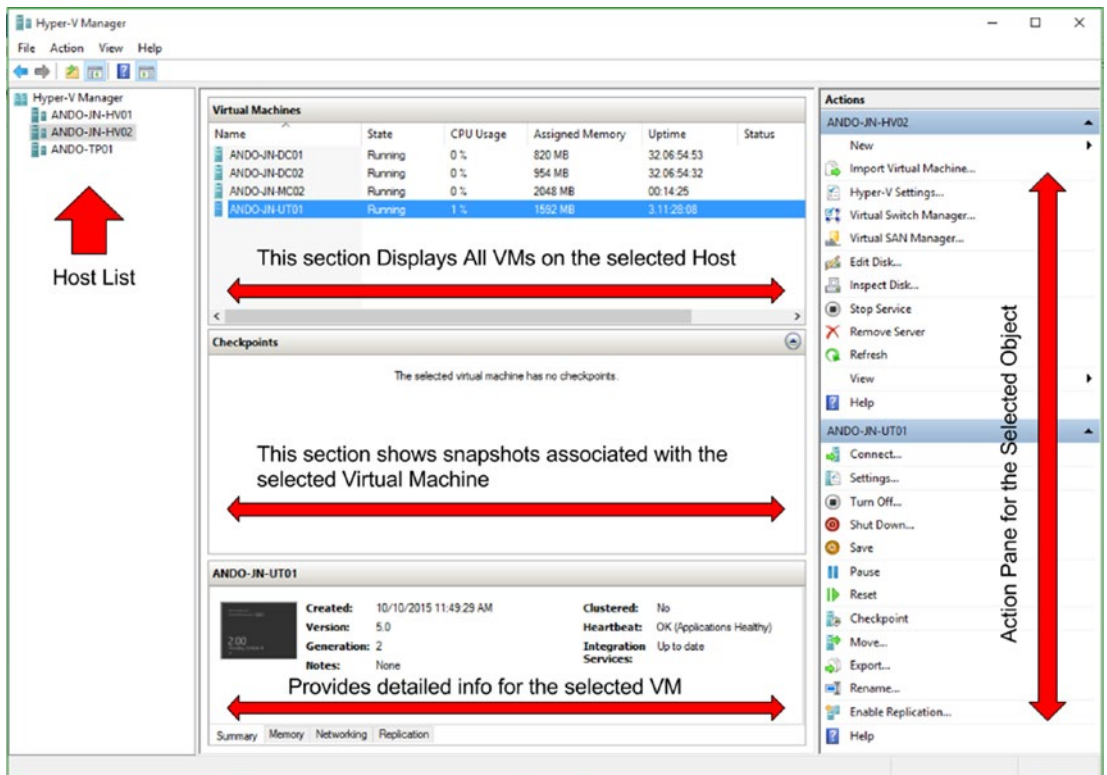 Hyper-V Manager
File Action View Help
Hyper-V Manager
ANDO-JN-HV01
ANDO-JN-HV02
ANDO-TP01
Host List
Virtual Machines
Name State CPU Usage Assigned Memory Uptime Status
ANDO-JN-DC01 Running 0 % 820 MB 32.06:54:53
ANDO-JN-DC02 Running 0 % 954 MB 32.06:54:32
ANDO-JN-MC02 Running 0 % 2048 MB 00:14:25
ANDO-JN-UT01 Running 1 % 1592 MB 3.11:28:08
This section Displays All VMs on the selected Host
Checkpoints
The selected virtual machine has no checkpoints.
This section shows snapshots associated with the
selected Virtual Machine
ANDO-JN-UT01
2:00
Created: 10/10/2015 11:49:29 AM
Version: 5.0
Generation: 2
Notes: None
Clustered: No
Heartbeat: OK (Applications Healthy)
Integration Up to date
Services:
Provides detailed info for the selected VM
Summary Memory Networking Replication
Actions
ANDO-JN-HV02
New
Import Virtual Machine...
Hyper-V Settings...
Virtual Switch Manager...
Virtual SAN Manager...
Edit Disk...
Inspect Disk...
Stop Service
Remove Server
Refresh
View
Help
ANDO-JN-UT01
Connect...
Settings...
Turn Off...
Shut Down...
Save
Pause
Reset
Checkpoint
Move...
Export...
Rename...
Enable Replication...
Help
Action Pane for the Selected Object